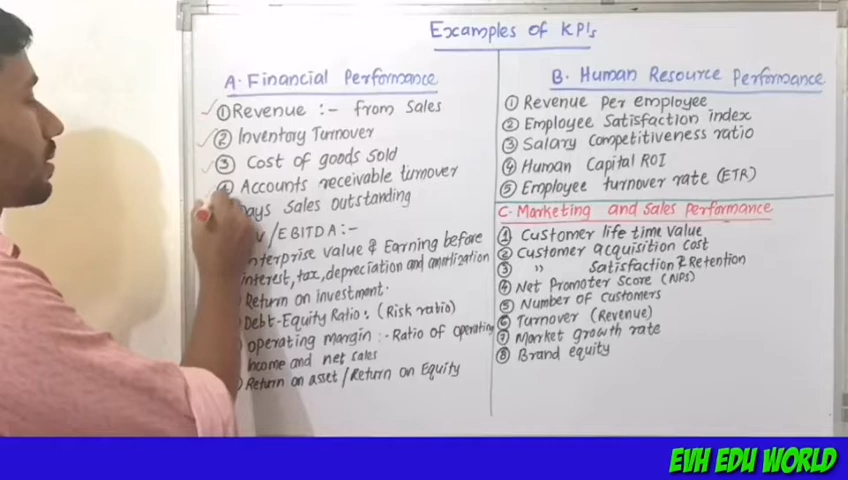 Examples of KPIs
A. Financial Performance
① Revenue :- from Sales
② Inventory Turnover
③ Cost of goods sold
④ Accounts receivable turnover
Days Sales outstanding
/EBITDA:-
Enterprise value & Earning before
interest, tax, depreciation and amortization
Return on investment.
Debt-Equity Ratio: (Risk ratio)
operating margin :- Ratio of operating
income and net sales
Return on asset/Return on Equity
B. Human Resource Performance
① Revenue Per employee
② Employee Satisfaction index
③ Salary Competitiveness ratio
④ Human Capital ROI
⑤ Employee turnover rate (ETR)
C. Marketing and Sales Performance
① Customer life time value
② Customer acquisition cost
③ " Satisfaction & Retention
④ Net Promoter Score (NPS)
⑤ Number of Customers
⑥ Turnover (Revenue)
⑦ Market growth rate
⑧ Brand equity
EVH EDU WORLD